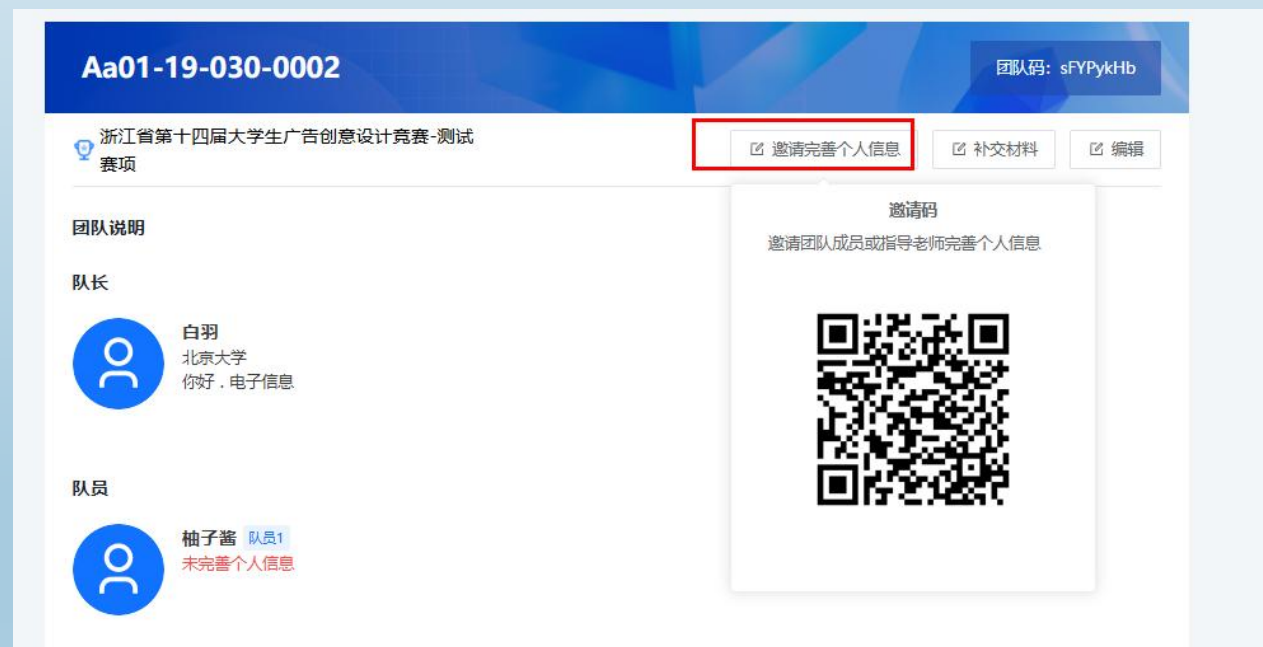 Aa01-19-030-0002
团队码：sFYPykHb
浙江省第十四届大学生广告创意设计竞赛-测试
赛项
邀请完善个人信息
补交材料
编辑
邀请码
邀请团队成员或指导老师完善个人信息
团队说明
队长
白羽
北京大学
你好 . 电子信息
队员
柚子酱 队员1
未完善个人信息